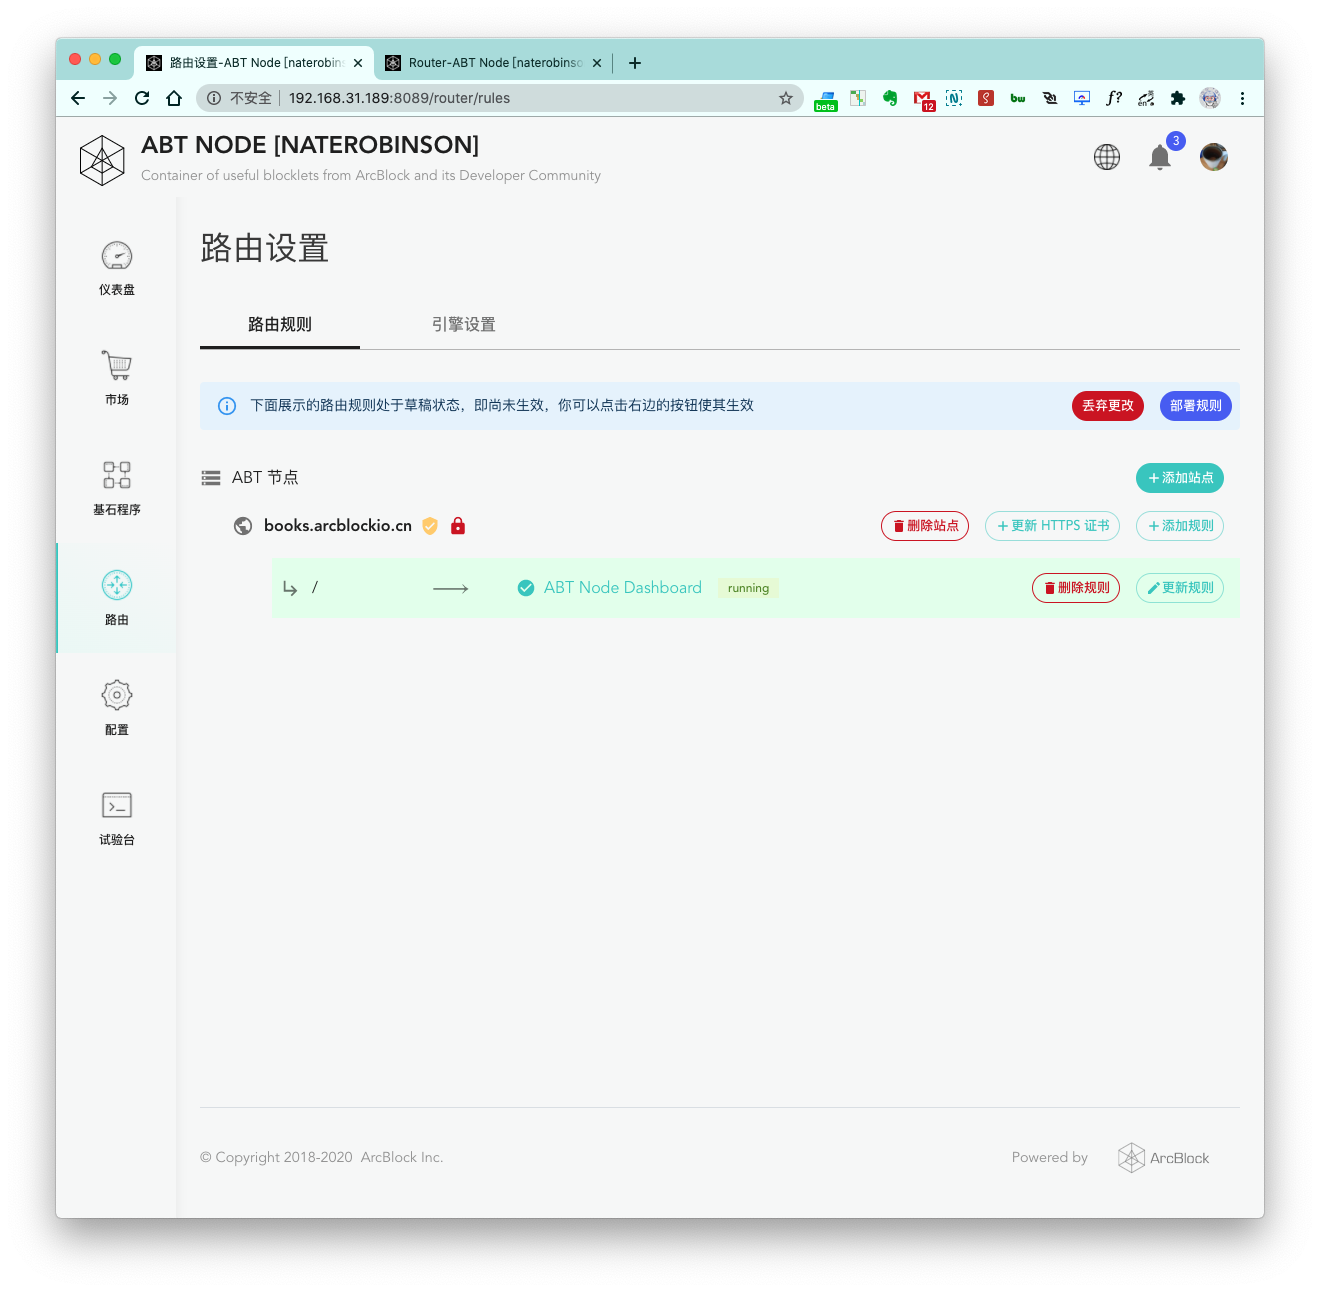 路由设置-ABT Node [naterobins
Router-ABT Node [naterobinso
不安全
192.168.31.189:8089/router/rules
beta
12
bw
f?
en
英
ABT NODE [NATEROBINSON]
Container of useful blocklets from ArcBlock and its Developer Community
3
仪表盘
市场
基石程序
路由
配置
试验台
路由设置
路由规则
引擎设置
下面展示的路由规则处于草稿状态，即尚未生效，你可以点击右边的按钮使其生效
丢弃更改
部署规则
ABT 节点
+添加站点
books.arcblockio.cn
删除站点
+更新 HTTPS 证书
+添加规则
/
ABT Node Dashboard
running
删除规则
更新规则
© Copyright 2018-2020 ArcBlock Inc.
Powered by
ArcBlock